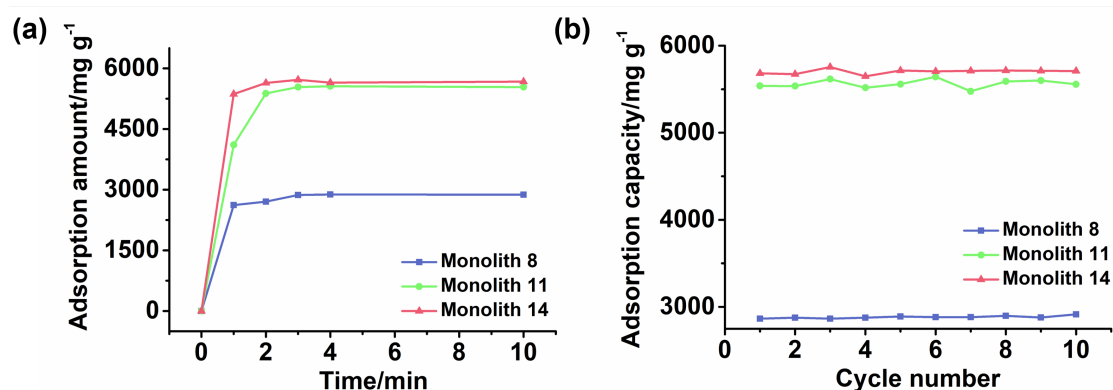 (a)
Adsorption amount/mg g⁻¹
6000
4500
3000
1500
0
Monolith 8
Monolith 11
Monolith 14
0 2 4 6 8 10
Time/min
(b)
Adsorption capacity/mg g⁻¹
6000
5000
4000
3000
Monolith 8
Monolith 11
Monolith 14
0 2 4 6 8 10
Cycle number